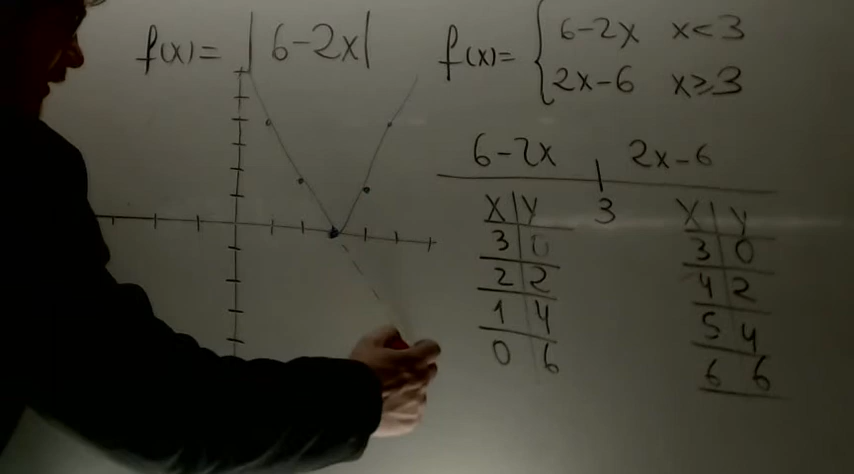 f(x)= |6-2x|
f(x)= { 6-2x x<3
2x-6 x≥3
6-2x 2x-6
3
X Y
3 0
2 2
1 4
0 6
X Y
3 0
4 2
5 4
6 6